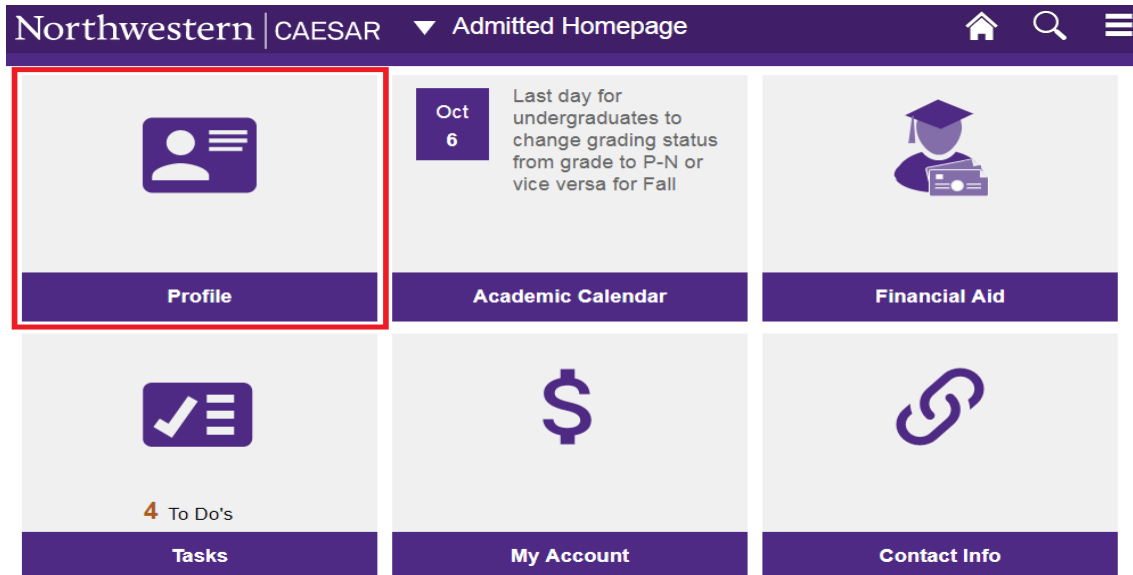 Northwestern | CAESAR ▼ Admitted Homepage
Oct
6
Last day for
undergraduates to
change grading status
from grade to P-N or
vice versa for Fall
Profile
Academic Calendar
Financial Aid
4 To Do's
Tasks
My Account
Contact Info